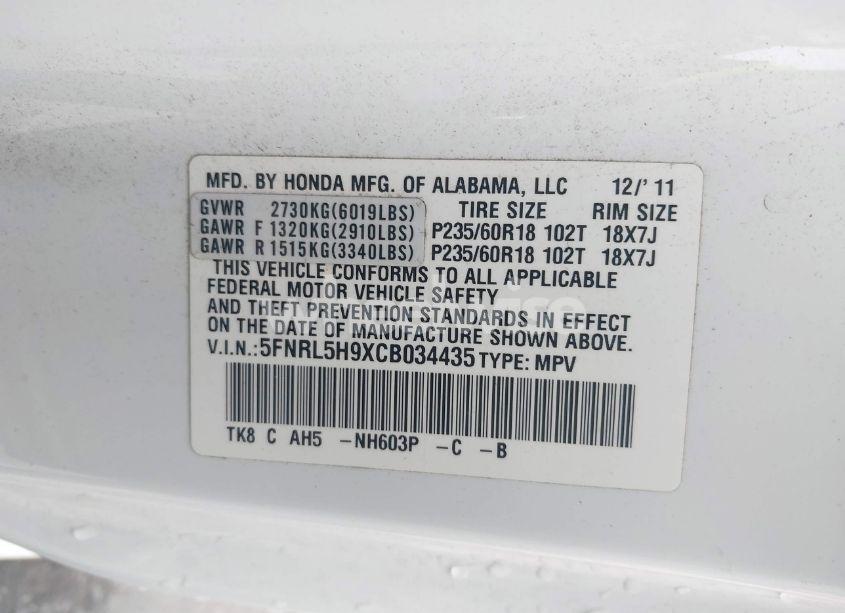 MFD. BY HONDA MFG. OF ALABAMA, LLC 12/'11
GVWR 2730KG(6019LBS) TIRE SIZE RIM SIZE
GAWR F 1320KG(2910LBS) P235/60R18 102T 18X7J
GAWR R 1515KG(3340LBS) P235/60R18 102T 18X7J
THIS VEHICLE CONFORMS TO ALL APPLICABLE
FEDERAL MOTOR VEHICLE SAFETY
AND THEFT PREVENTION STANDARDS IN EFFECT
ON THE DATE OF MANUFACTURE SHOWN ABOVE.
V.I.N.:5FNRL5H9XCB034435 TYPE: MPV
TK8 C AH5 -NH603P -C -B